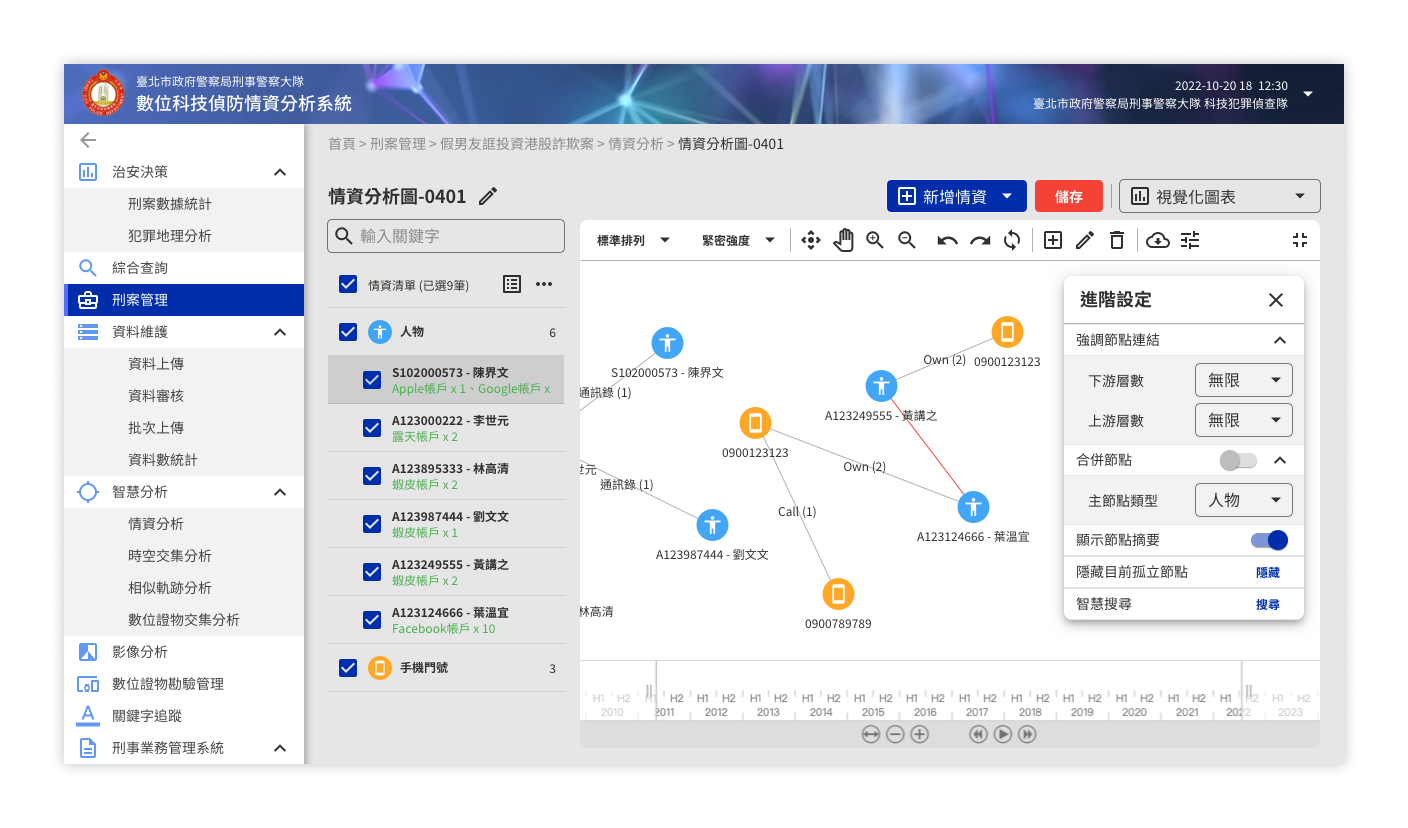 臺北市政府警察局刑事警察大隊
數位科技偵防情資分析系統
2022-10-20 18 12:30
臺北市政府警察局刑事警察大隊 科技犯罪偵查隊
治安決策
刑案數據統計
犯罪地理分析
綜合查詢
刑案管理
資料維護
資料上傳
資料審核
批次上傳
資料數統計
智慧分析
情資分析
時空交集分析
相似軌跡分析
數位證物交集分析
影像分析
數位證物勘驗管理
關鍵字追蹤
刑事業務管理系統
首頁 > 刑案管理 > 假男友誆投資港股詐欺案 > 情資分析 > 情資分析圖-0401
情資分析圖-0401
新增情資
儲存
視覺化圖表
輸入關鍵字
情資清單 (已選9筆)
人物 6
S102000573 - 陳界文
Apple帳戶 x 1、Google帳戶 x
A123000222 - 李世元
露天帳戶 x 2
A123895333 - 林高清
蝦皮帳戶 x 2
A123987444 - 劉文文
蝦皮帳戶 x 1
A123249555 - 黃講之
蝦皮帳戶 x 2
A123124666 - 葉溫宜
Facebook帳戶 x 10
手機門號 3
標準排列
緊密強度
S102000573 - 陳界文
通訊錄 (1)
Own (2)
0900123123
A123249555 - 黃講之
0900123123
Own (2)
世元
通訊錄 (1)
Call (1)
A123124666 - 葉溫宜
A123987444 - 劉文文
林高清
0900789789
進階設定
強調節點連結
下游層數 無限
上游層數 無限
合併節點
主節點類型 人物
顯示節點摘要
隱藏目前孤立節點 隱藏
智慧搜尋 搜尋
H1 H2 H1 H2 H1 H2 H1 H2 H1 H2 H1 H2 H1 H2 H1 H2 H1 H2 H1 H2 H1 H2 H1 H2 H1 H2 H1 H2
2010 2011 2012 2013 2014 2015 2016 2017 2018 2019 2020 2021 2022 2023